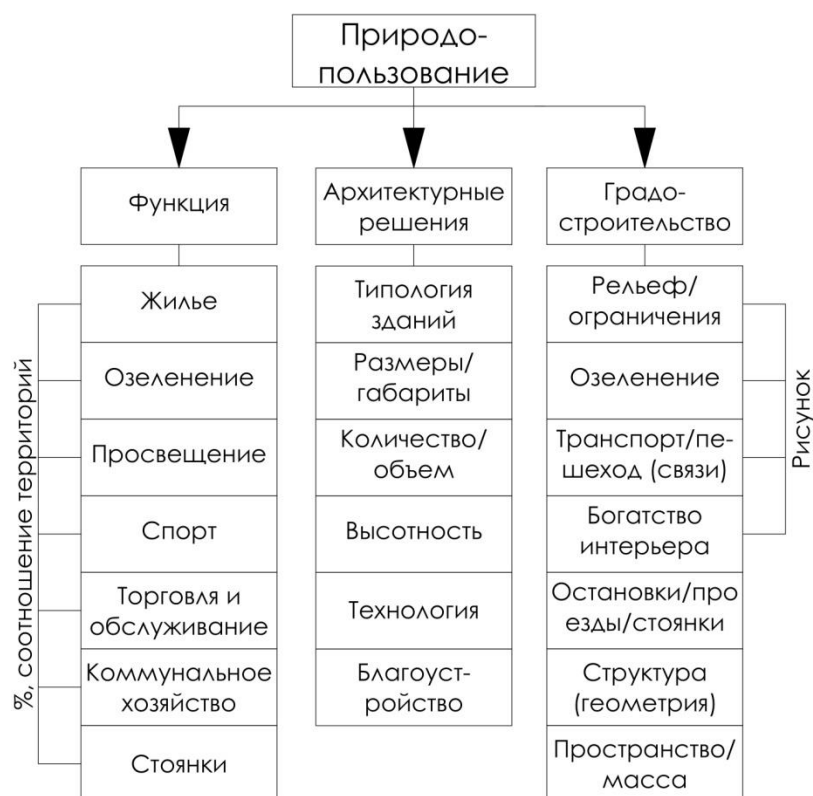 Природо-
пользование
Функция
Архитектурные
решения
Градо-
строительство
%, соотношение территорий
Жилье
Озеленение
Просвещение
Спорт
Торговля и
обслуживание
Коммунальное
хозяйство
Стоянки
Типология
зданий
Размеры/
габариты
Количество/
объем
Высотность
Технология
Благоуст-
ройство
Рельеф/
ограничения
Озеленение
Транспорт/пе-
шеход (связи)
Богатство
интерьера
Остановки/про
езды/стоянки
Структура
(геометрия)
Пространство/
масса
Рисунок